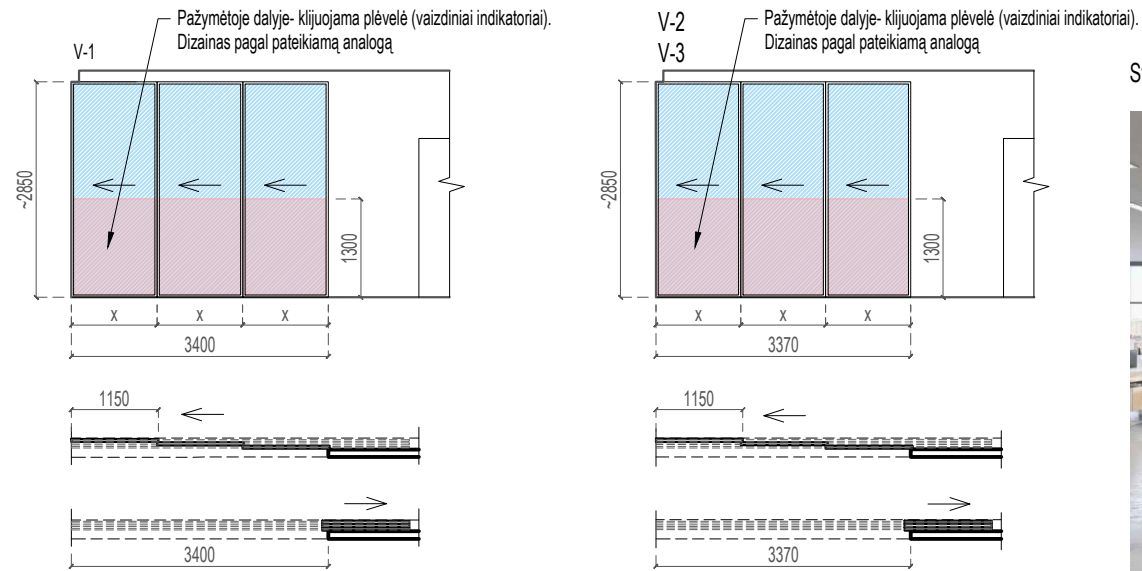 Pažymėtoje dalyje- klijuojama plėvelė (vaizdiniai indikatoriai).
Dizainas pagal pateikiamą analogą
V-1
~2850
1300
x x x
3400
1150
3400
Pažymėtoje dalyje- klijuojama plėvelė (vaizdiniai indikatoriai).
Dizainas pagal pateikiamą analogą
V-2
V-3
~2850
1300
x x x
3370
1150
3370